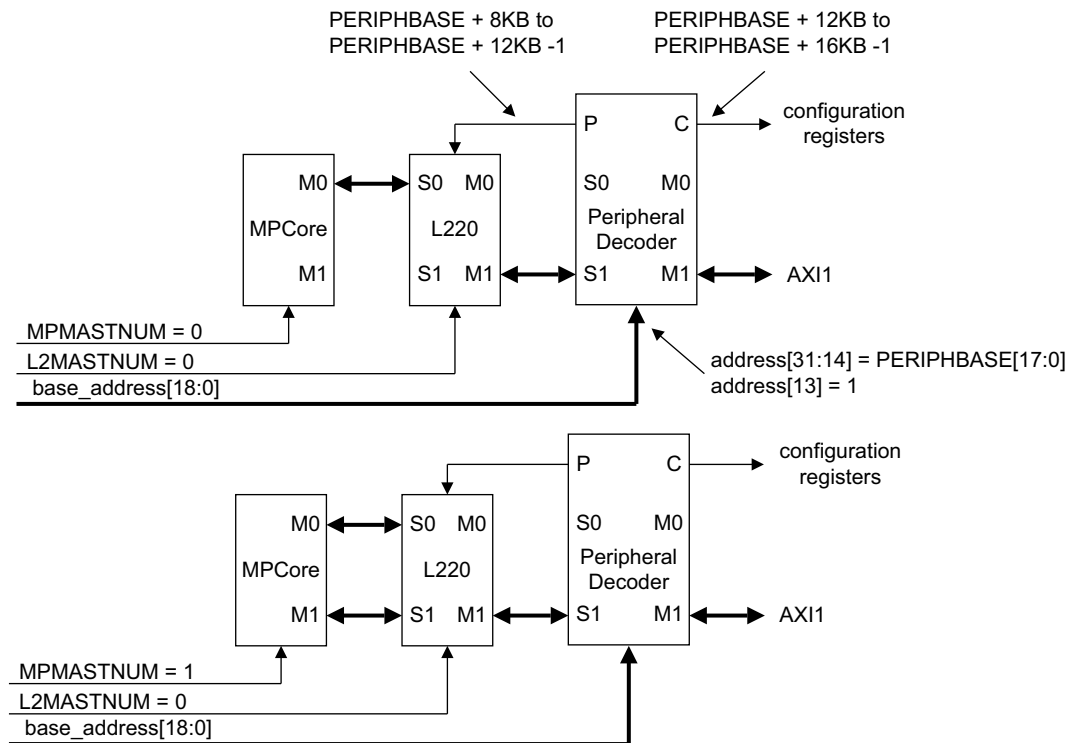 PERIPHBASE + 8KB to
PERIPHBASE + 12KB -1
PERIPHBASE + 12KB to
PERIPHBASE + 16KB -1
P
C
configuration
registers
M0
S0
M0
S0
M0
MPCore
L220
Peripheral
Decoder
M1
S1
M1
S1
M1
AXI1
MPMASTNUM = 0
L2MASTNUM = 0
base_address[18:0]
address[31:14] = PERIPHBASE[17:0]
address[13] = 1
P
C
configuration
registers
M0
S0
M0
S0
M0
MPCore
L220
Peripheral
Decoder
M1
S1
M1
S1
M1
AXI1
MPMASTNUM = 1
L2MASTNUM = 0
base_address[18:0]